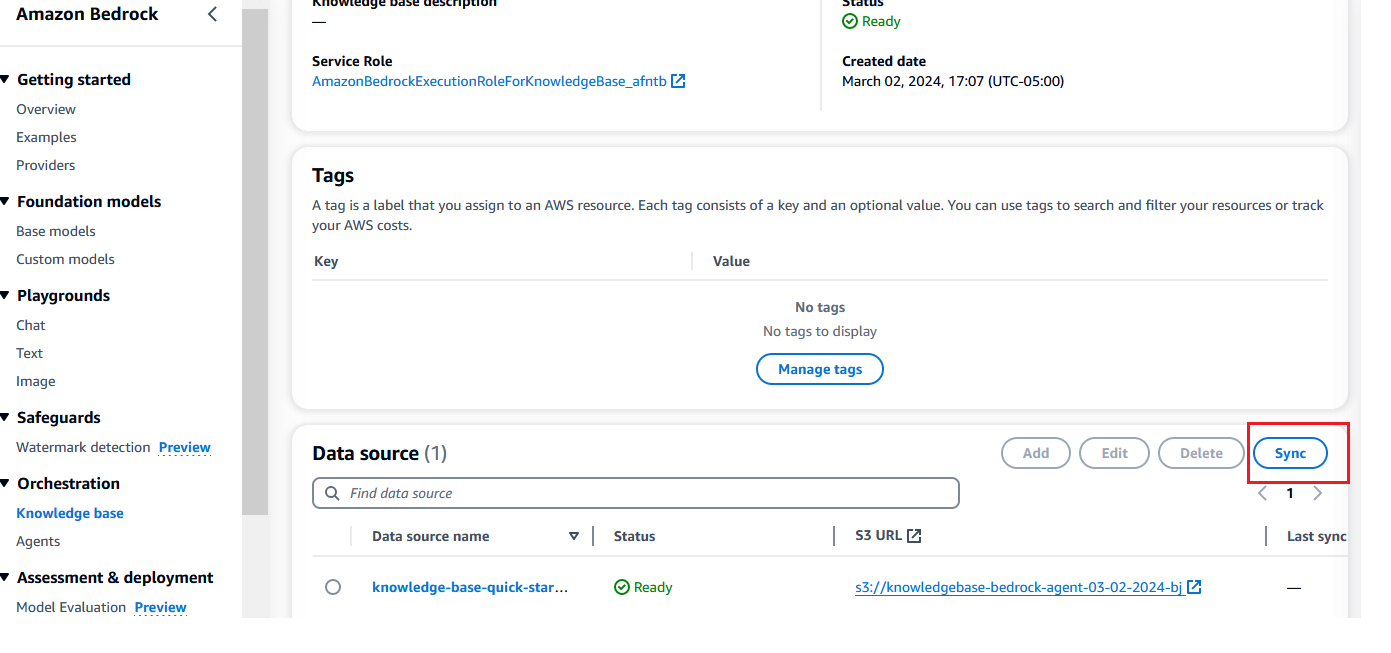 Amazon Bedrock
Getting started
Overview
Examples
Providers
Foundation models
Base models
Custom models
Playgrounds
Chat
Text
Image
Safeguards
Watermark detection Preview
Orchestration
Knowledge base
Agents
Assessment & deployment
Model Evaluation Preview
Knowledge base description
—
Service Role
AmazonBedrockExecutionRoleForKnowledgeBase_afntb
Status
Ready
Created date
March 02, 2024, 17:07 (UTC-05:00)
Tags
A tag is a label that you assign to an AWS resource. Each tag consists of a key and an optional value. You can use tags to search and filter your resources or track
your AWS costs.
Key Value
No tags
No tags to display
Manage tags
Data source (1) Add Edit Delete Sync
Find data source 1
Data source name Status S3 URL Last sync
knowledge-base-quick-star... Ready s3://knowledgebase-bedrock-agent-03-02-2024-bj —